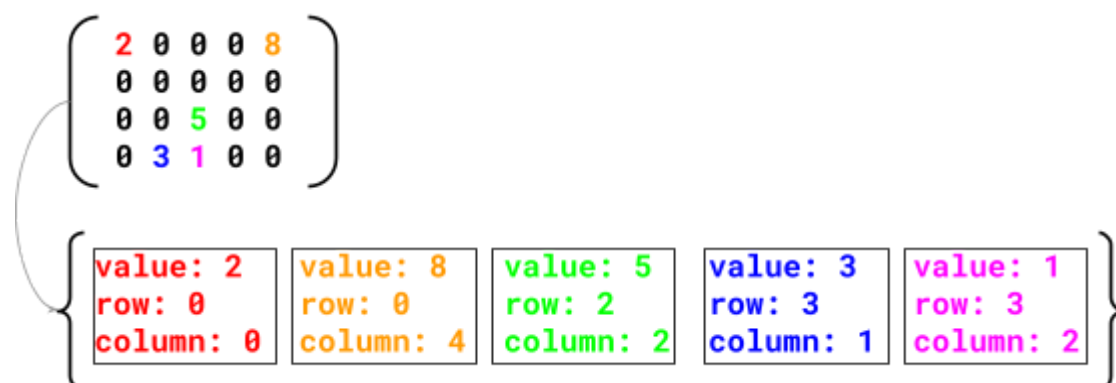 2 0 0 0 8
0 0 0 0 0
0 0 5 0 0
0 3 1 0 0
value: 2
row: 0
column: 0
value: 8
row: 0
column: 4
value: 5
row: 2
column: 2
value: 3
row: 3
column: 1
value: 1
row: 3
column: 2